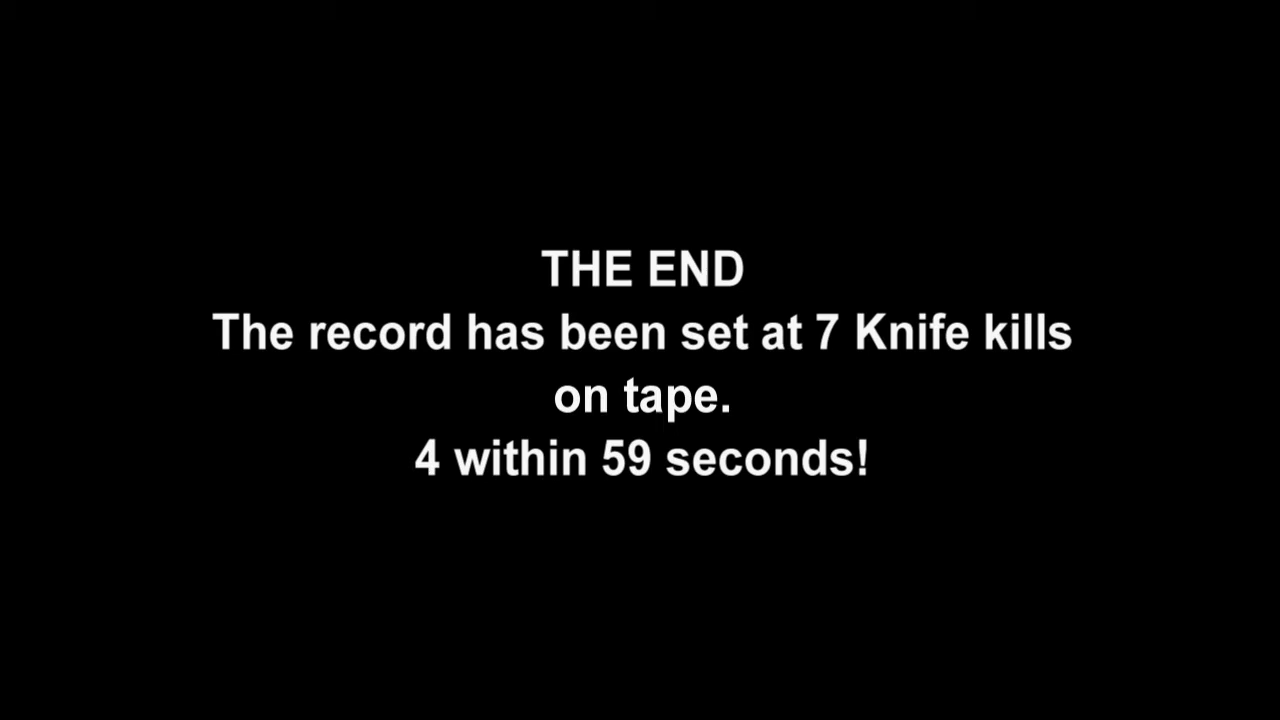 THE END
The record has been set at 7 Knife kills
on tape.
4 within 59 seconds!